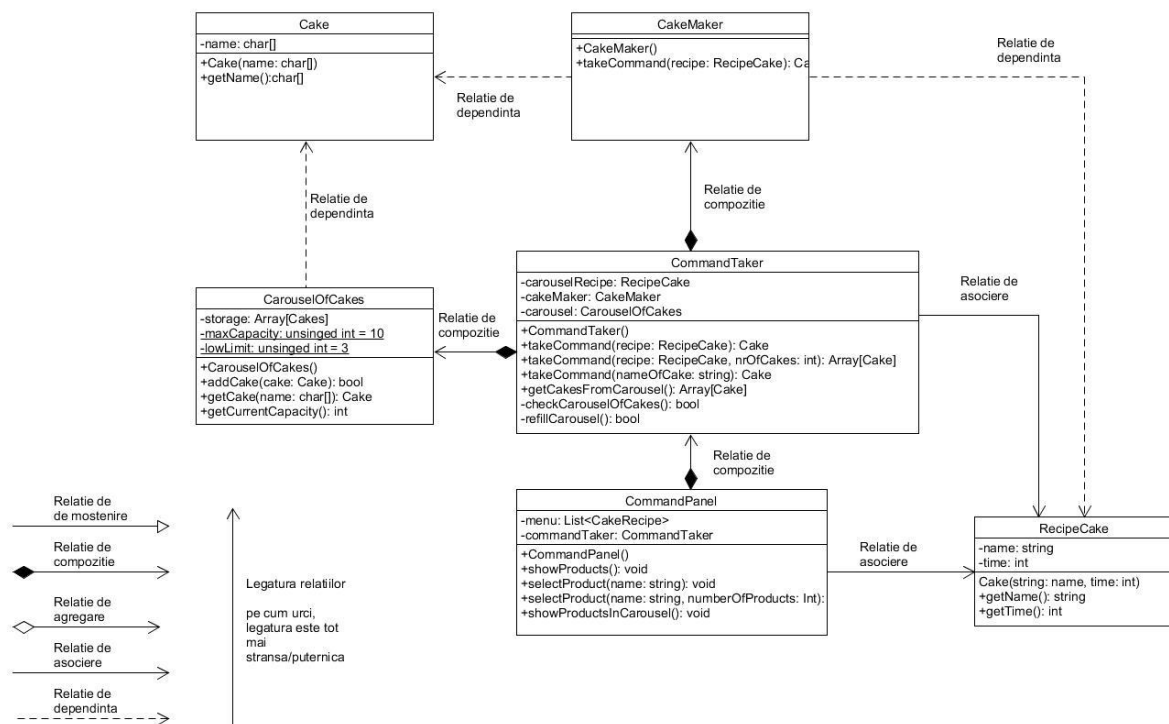 Cake
-name: char[]
+Cake(name: char[])
+getName():char[]
CakeMaker
+CakeMaker()
+takeCommand(recipe: RecipeCake): Ca
Relatie de
dependinta
Relatie de
dependinta
Relatie de
dependinta
Relatie de
compozitie
CarouselOfCakes
-storage: Array[Cakes]
-maxCapacity: unsinged int = 10
-lowLimit: unsinged int = 3
+CarouselOfCakes()
+addCake(cake: Cake): bool
+getCake(name: char[]): Cake
+getCurrentCapacity(): int
Relatie de
compozitie
CommandTaker
-carouselRecipe: RecipeCake
-cakeMaker: CakeMaker
-carousel: CarouselOfCakes
+CommandTaker()
+takeCommand(recipe: RecipeCake): Cake
+takeCommand(recipe: RecipeCake, nrOfCakes: int): Array[Cake]
+takeCommand(nameOfCake: string): Cake
+getCakesFromCarousel(): Array[Cake]
-checkCarouselOfCakes(): bool
-refillCarousel(): bool
Relatie de
asociere
Relatie de
compozitie
CommandPanel
-menu: List<CakeRecipe>
-commandTaker: CommandTaker
+CommandPanel()
+showProducts(): void
+selectProduct(name: string): void
+selectProduct(name: string, numberOfProducts: Int):
+showProductsInCarousel(): void
Relatie de
asociere
RecipeCake
-name: string
-time: int
Cake(string: name, time: int)
+getName(): string
+getTime(): int
Relatie de
de mostenire
Relatie de
compozitie
Relatie de
agregare
Relatie de
asociere
Relatie de
dependinta
Legatura relatiilor
pe cum urci,
legatura este tot
mai
stransa/puternica